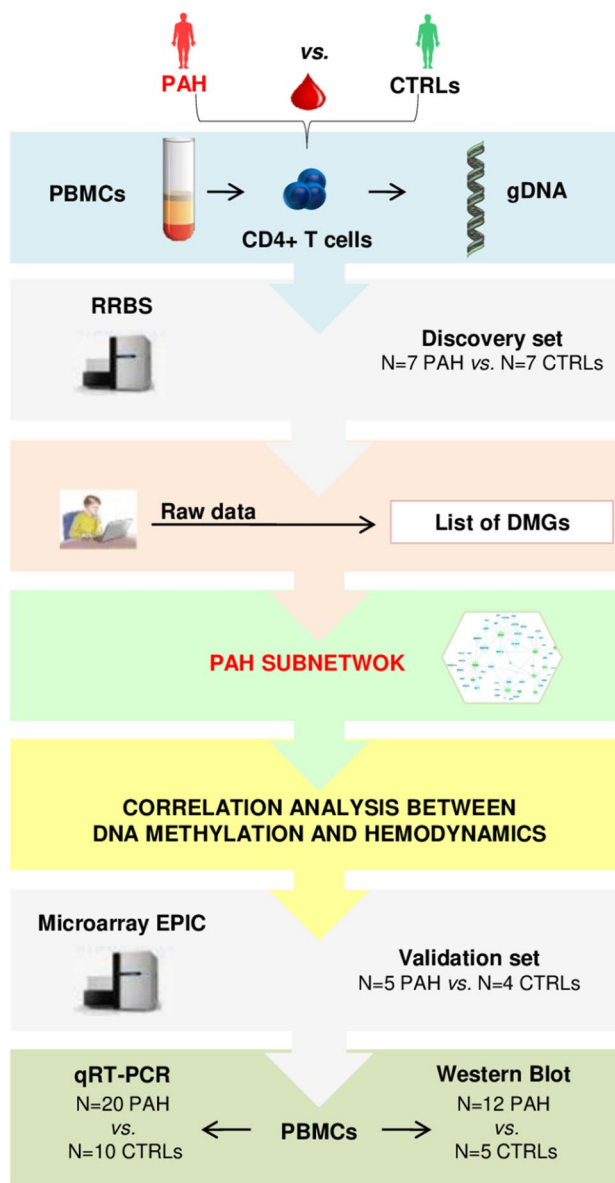 vs.
PAH
CTRLs
PBMCs
gDNA
CD4+ T cells
RRBS
Discovery set
N=7 PAH vs. N=7 CTRLs
Raw data
List of DMGs
PAH SUBNETWOK
CORRELATION ANALYSIS BETWEEN
DNA METHYLATION AND HEMODYNAMICS
Microarray EPIC
Validation set
N=5 PAH vs. N=4 CTRLs
qRT-PCR
N=20 PAH
vs.
N=10 CTRLs
PBMCs
Western Blot
N=12 PAH
vs.
N=5 CTRLs